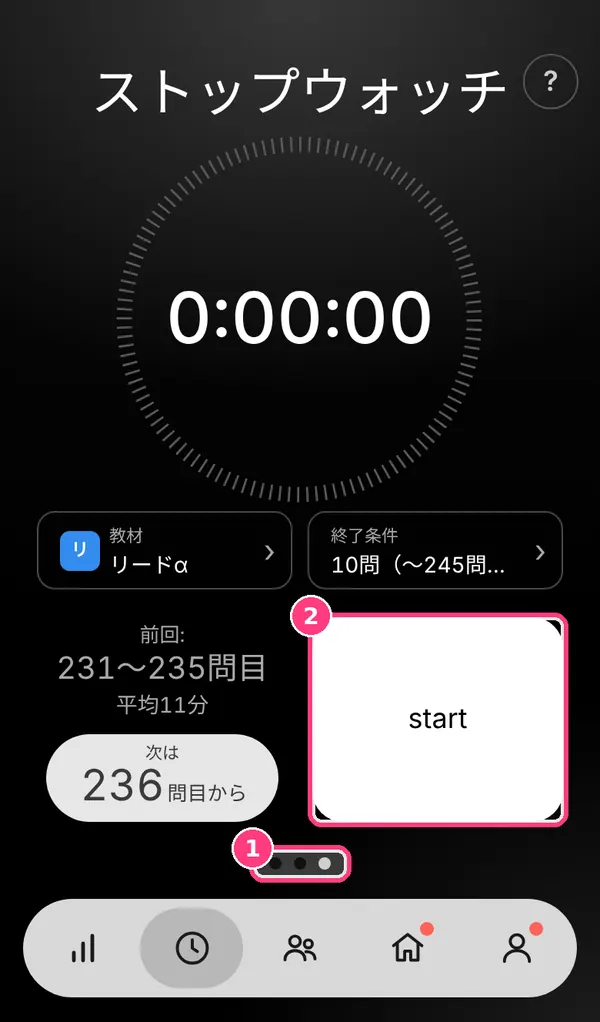 ストップウォッチ
?
0:00:00
リ
教材
リードα
終了条件
10問（〜245問...
前回:
231〜235問目
平均11分
次は
236問目から
2
start
1